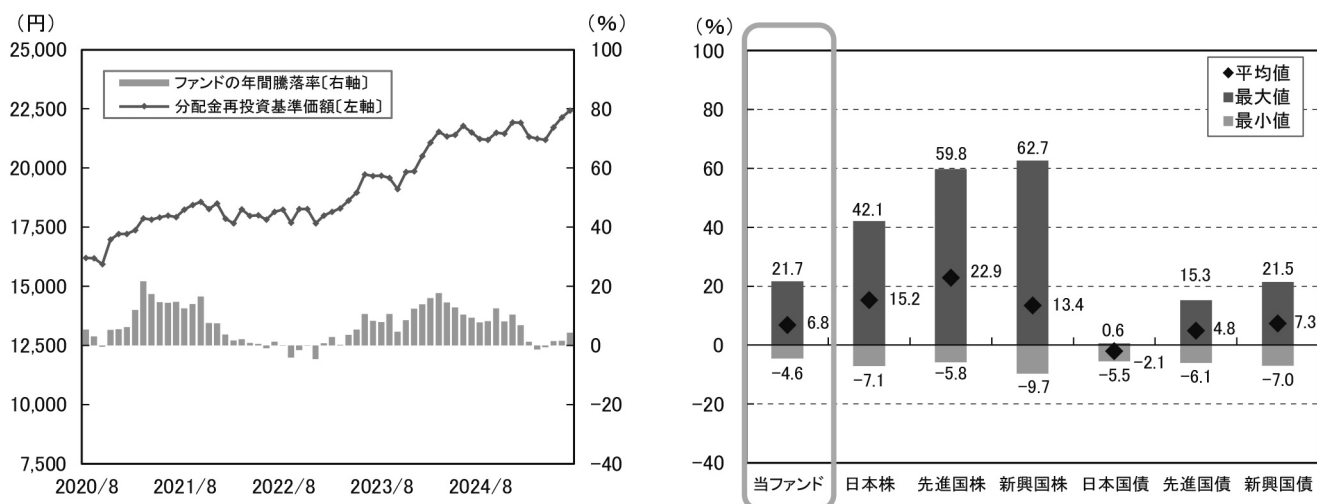 （円）
（％）
25,000
22,500
20,000
17,500
15,000
12,500
10,000
7,500
ファンドの年間騰落率〔右軸〕
分配金再投資基準価額〔左軸〕
100
80
60
40
20
0
−20
−40
2020/8 2021/8 2022/8 2023/8 2024/8
（％）
100
80
60
40
20
0
−20
−40
平均値
最大値
最小値
21.7 42.1 59.8 62.7 0.6 15.3 21.5
6.8 15.2 22.9 13.4 −2.1 4.8 7.3
−4.6 −7.1 −5.8 −9.7 −5.5 −6.1 −7.0
当ファンド 日本株 先進国株 新興国株 日本国債 先進国債 新興国債